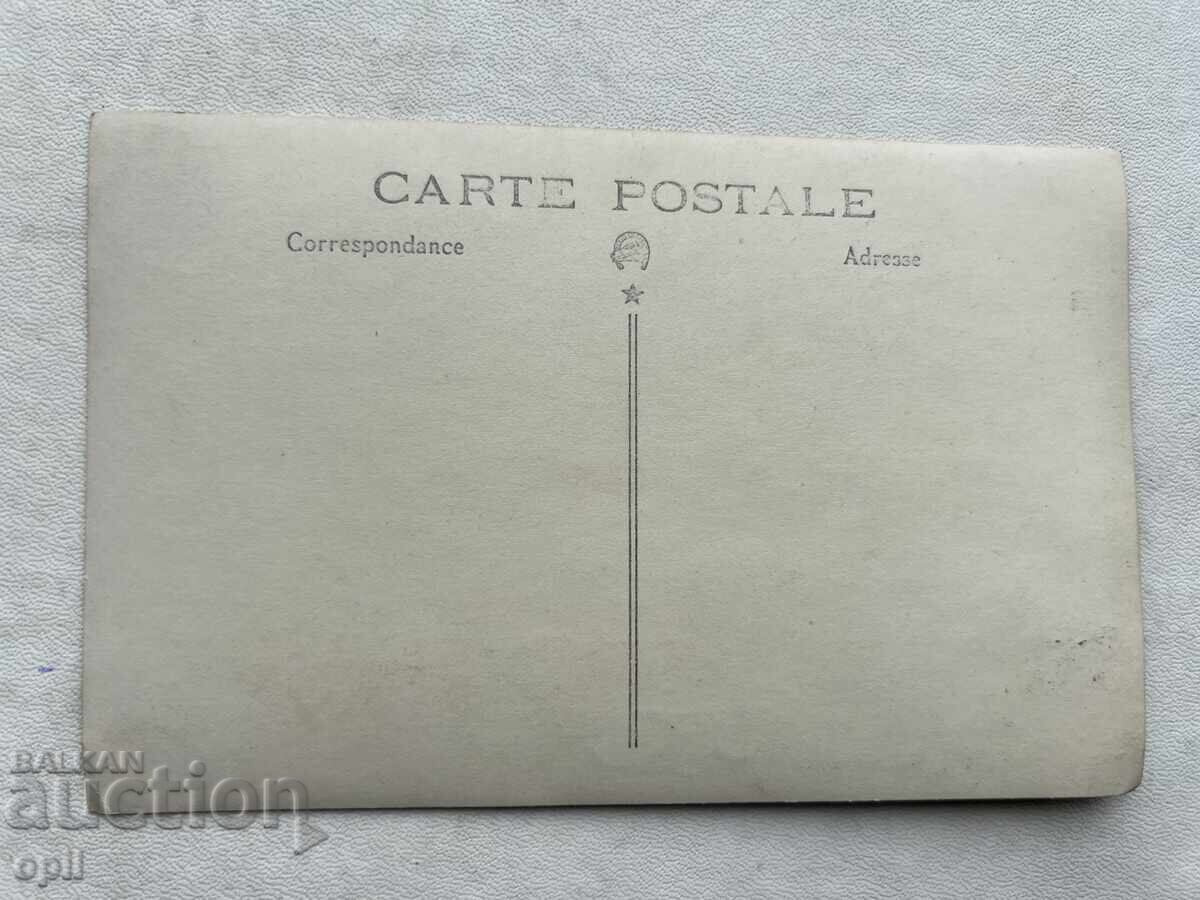 CARTE POSTALE
Correspondance
Adresse
BALKAN
auction
opll